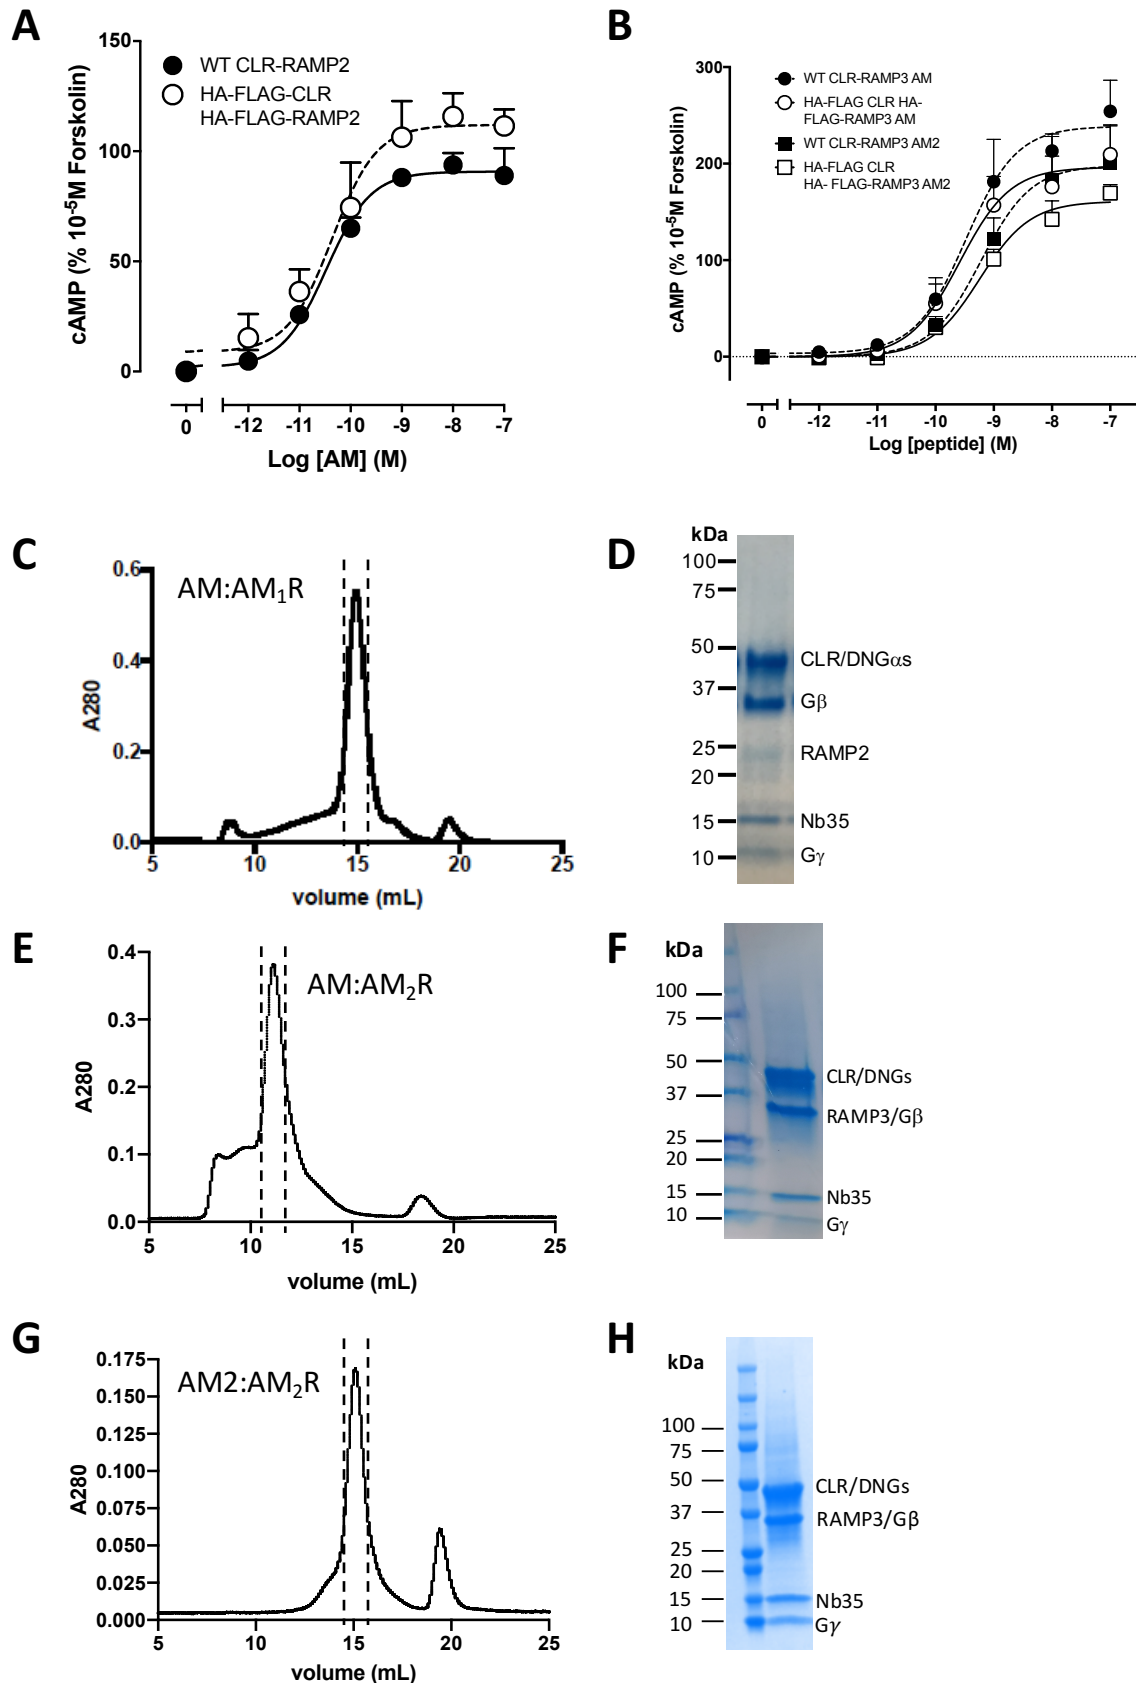 A
150
100
50
0
cAMP (% 10⁻⁵M Forskolin)
WT CLR-RAMP2
HA-FLAG-CLR
HA-FLAG-RAMP2
0 -12 -11 -10 -9 -8 -7
Log [AM] (M)
B
300
200
100
0
cAMP (% 10⁻⁵M Forskolin)
WT CLR-RAMP3 AM
HA-FLAG CLR HA-
FLAG-RAMP3 AM
WT CLR-RAMP3 AM2
HA-FLAG CLR
HA- FLAG-RAMP3 AM2
0 -12 -11 -10 -9 -8 -7
Log [peptide] (M)
C
AM:AM₁R
0.6
0.4
0.2
0.0
A280
5 10 15 20 25
volume (mL)
D
kDa
100
75
50
37
25
20
15
10
CLR/DNGαs
Gβ
RAMP2
Nb35
Gγ
E
AM:AM₂R
0.4
0.3
0.2
0.1
0.0
A280
5 10 15 20 25
volume (mL)
F
kDa
100
75
50
37
25
20
15
10
CLR/DNGs
RAMP3/Gβ
Nb35
Gγ
G
AM2:AM₂R
0.175
0.150
0.125
0.100
0.075
0.050
0.025
0.000
A280
5 10 15 20 25
volume (mL)
H
kDa
100
75
50
37
25
20
15
10
CLR/DNGs
RAMP3/Gβ
Nb35
Gγ